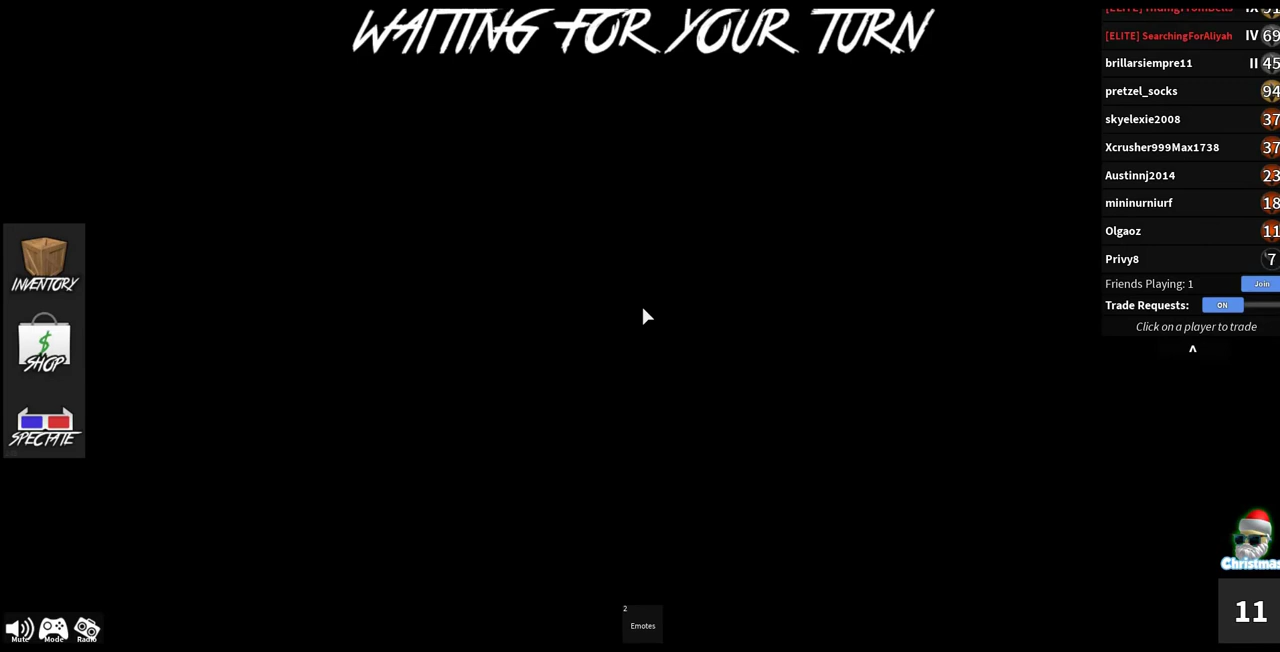 WAITING FOR YOUR TURN
[ELITE]
[ELITE] SearchingForAliyah IV 69
brillarsiempre11 II 45
pretzel_socks 94
skyelexie2008 37
Xcrusher999Max1738 37
Austinnj2014 23
mininurniurf 18
Olgaoz 11
Privy8 7
Friends Playing: 1 Join
Trade Requests: ON
Click on a player to trade
^
INVENTORY
SHOP
SPECTATE
Christmas
11
2
Emotes
Mute Mode Radio